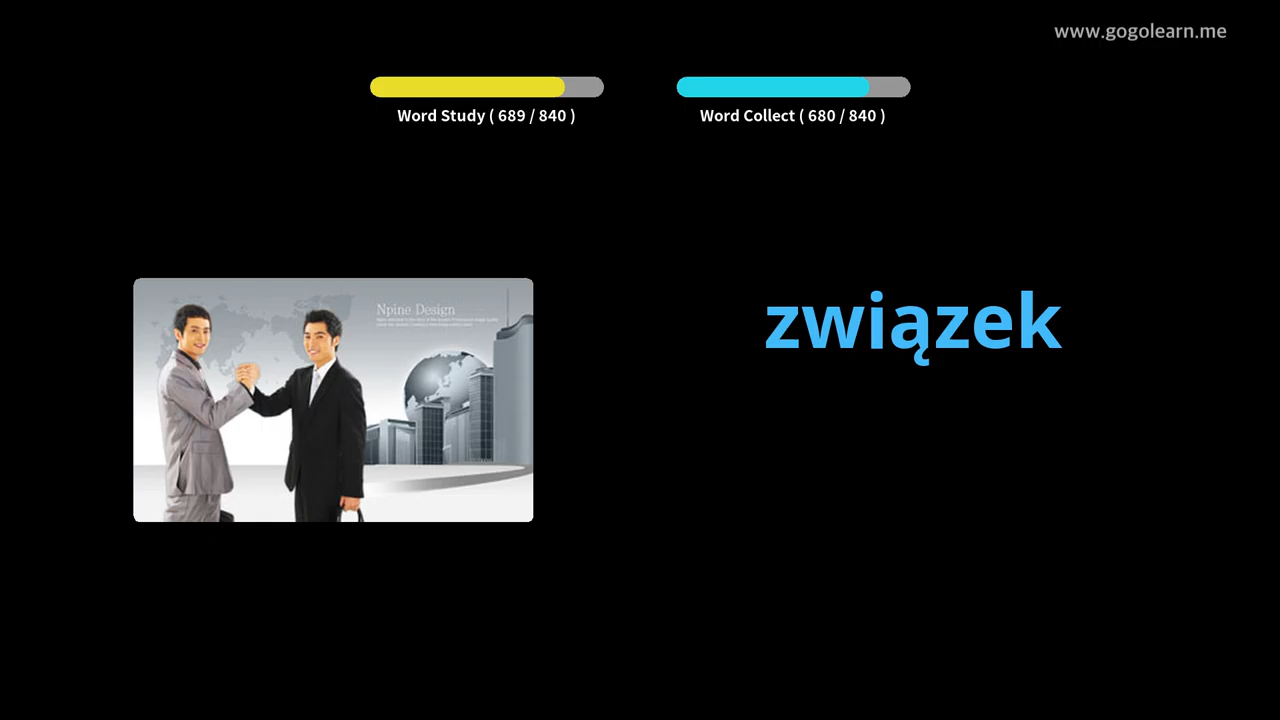 www.gogolearn.me
Word Study ( 689 / 840 )
Word Collect ( 680 / 840 )
Npine Design
związek